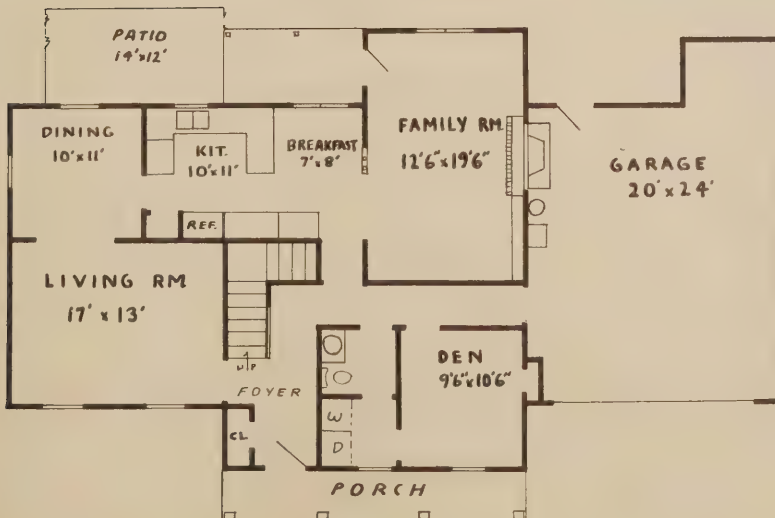 PATIO
14'x12'
DINING
10'x11'
KIT.
10'x11'
BREAKFAST
7'x8'
FAMILY RM.
12'6"x19'6"
GARAGE
20' x 24'
REF.
LIVING RM
17' x 13'
UP
FOYER
DEN
9'6"x10'6"
W
D
CL
PORCH